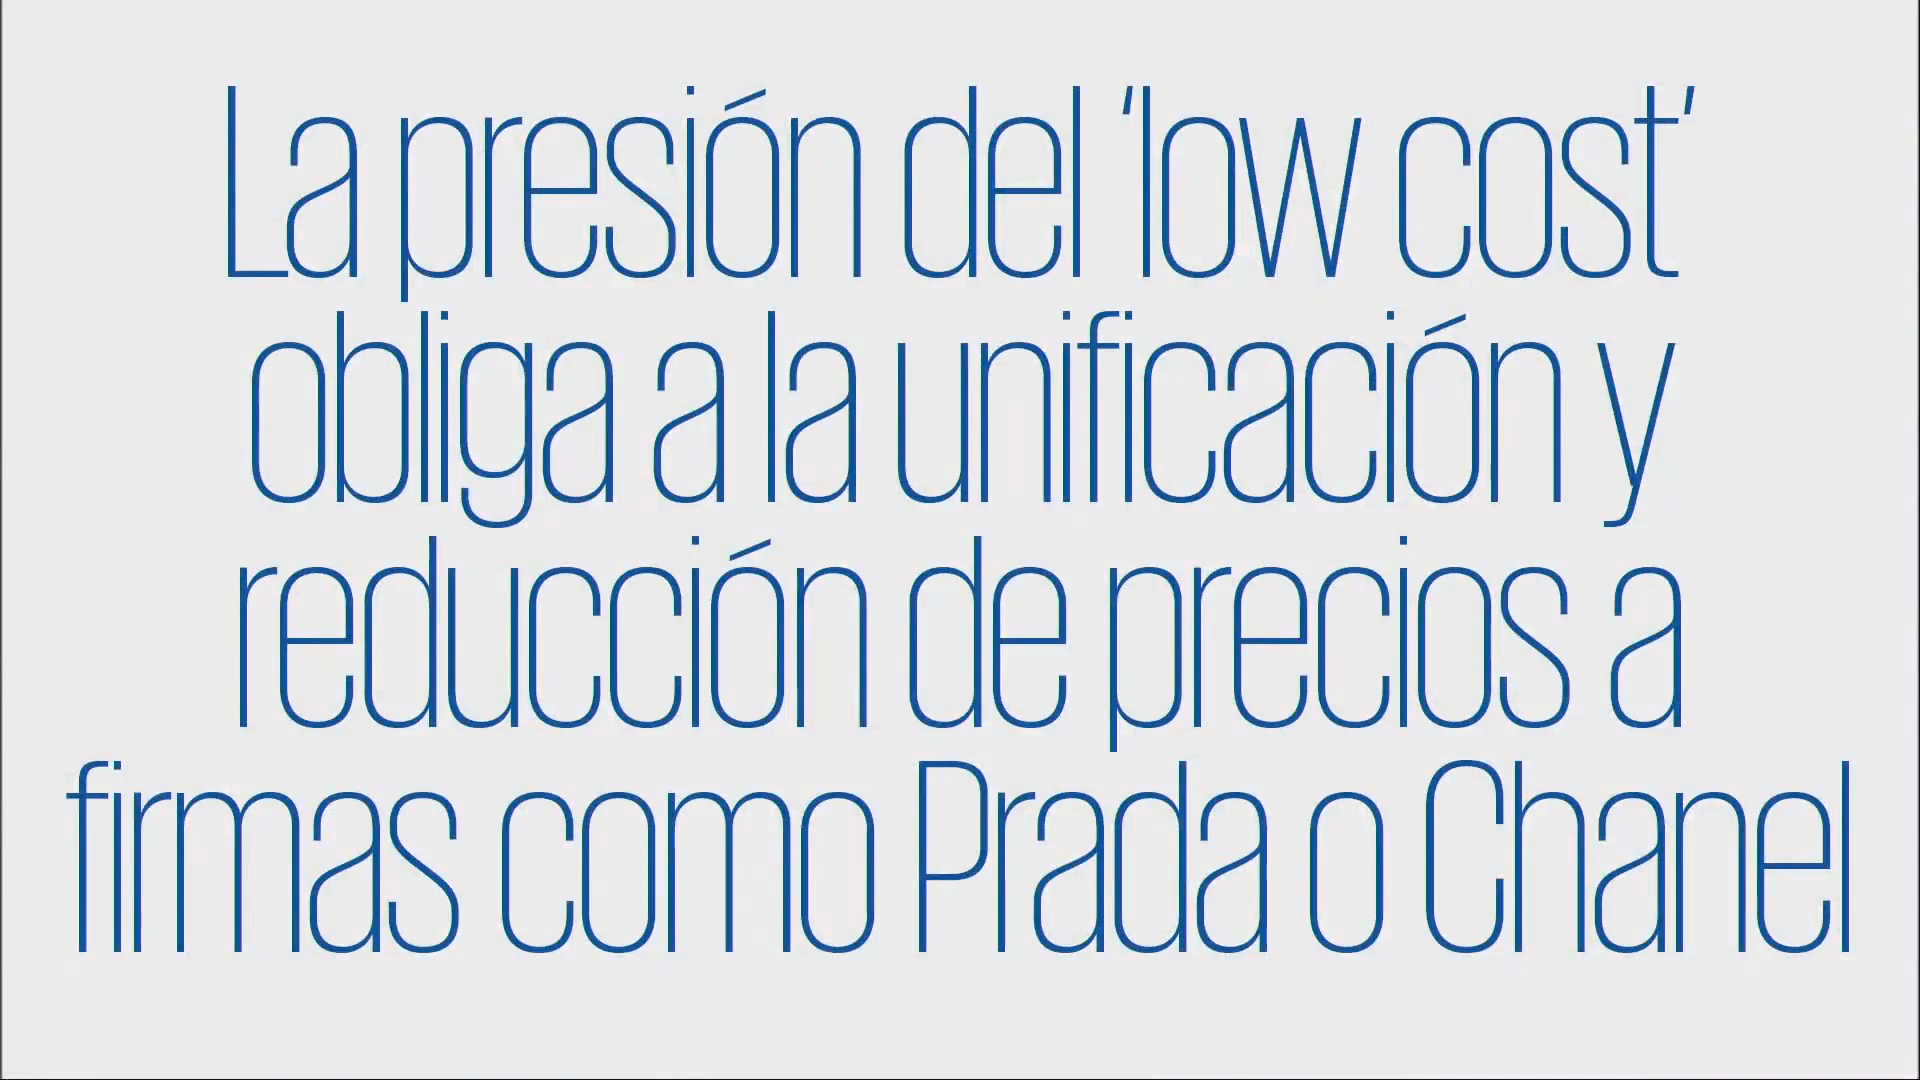 La presión del ‘low cost’
obliga a la unificación y
reducción de precios a
firmas como Prada o Chanel